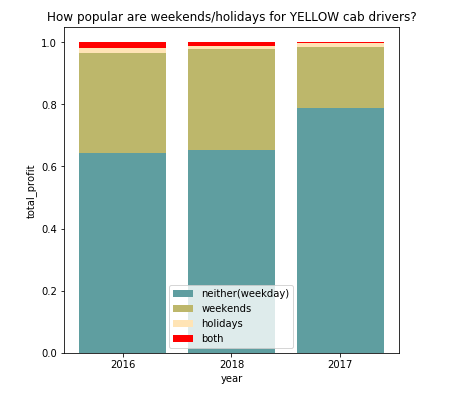 How popular are weekends/holidays for YELLOW cab drivers?
1.0
0.8
0.6
0.4
0.2
0.0
total_profit
neither(weekday)
weekends
holidays
both
2016 2018 2017
year